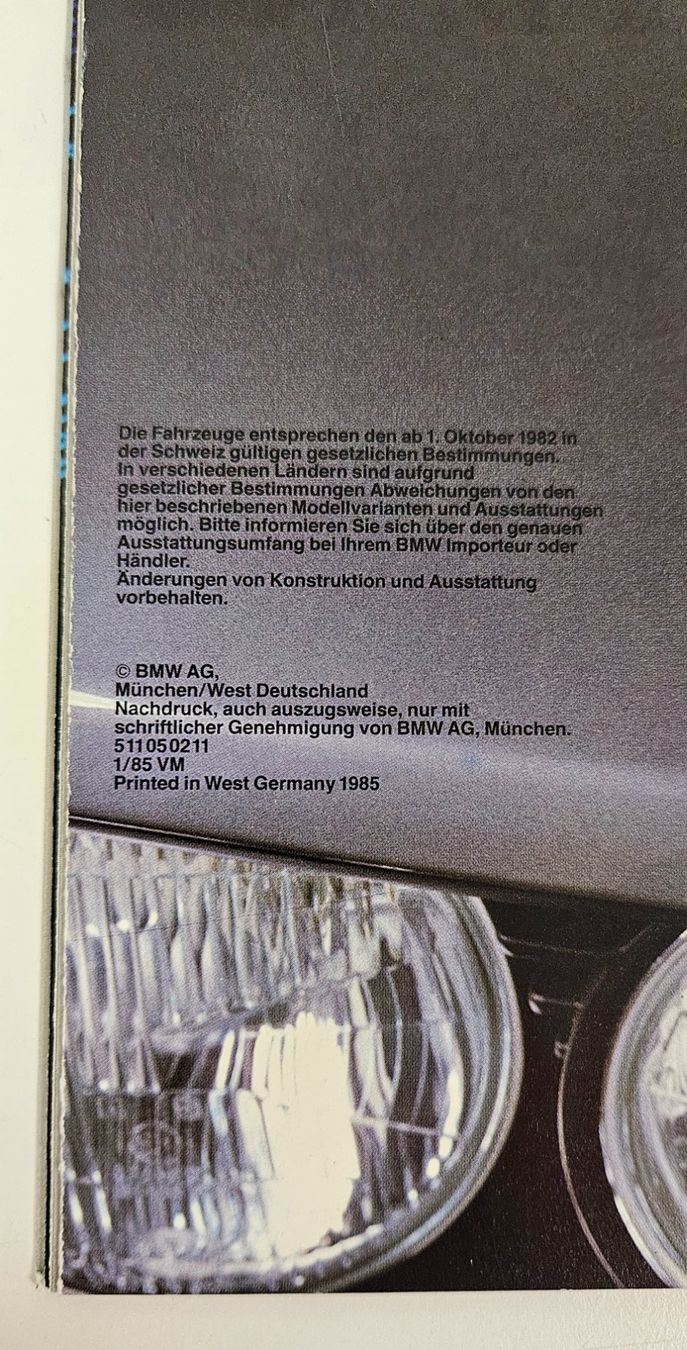 Die Fahrzeuge entsprechen den ab 1. Oktober 1982 in
der Schweiz gültigen gesetzlichen Bestimmungen.
In verschiedenen Ländern sind aufgrund
gesetzlicher Bestimmungen Abweichungen von den
hier beschriebenen Modellvarianten und Ausstattungen
möglich. Bitte informieren Sie sich über den genauen
Ausstattungsumfang bei Ihrem BMW Importeur oder
Händler.
Änderungen von Konstruktion und Ausstattung
vorbehalten.
© BMW AG,
München/West Deutschland
Nachdruck, auch auszugsweise, nur mit
schriftlicher Genehmigung von BMW AG, München.
511 05 0211
1/85 VM
Printed in West Germany 1985